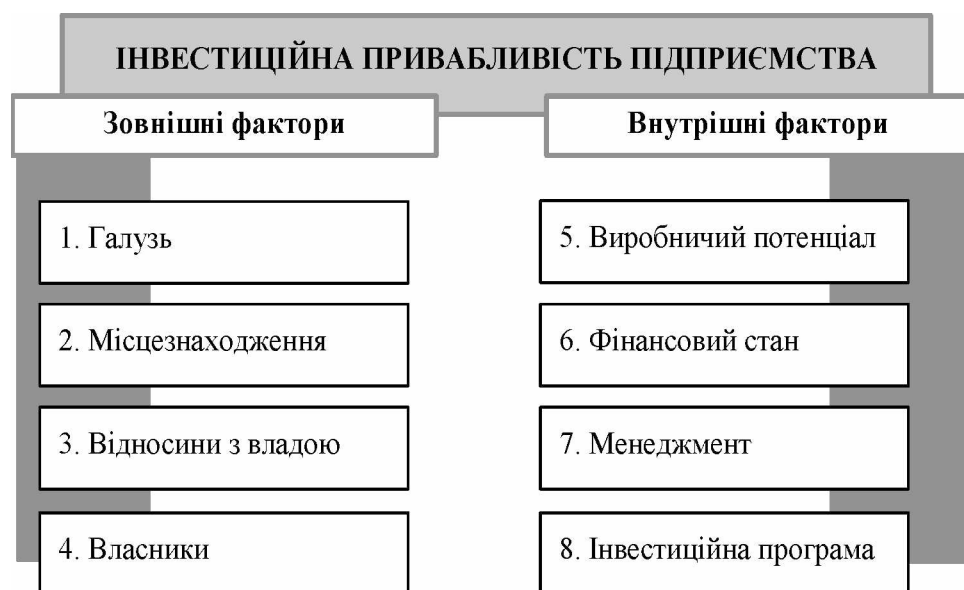 ІНВЕСТИЦІЙНА ПРИВАБЛИВІСТЬ ПІДПРИЄМСТВА
Зовнішні фактори
1. Галузь
2. Місцезнаходження
3. Відносини з владою
4. Власники
Внутрішні фактори
5. Виробничий потенціал
6. Фінансовий стан
7. Менеджмент
8. Інвестиційна програма